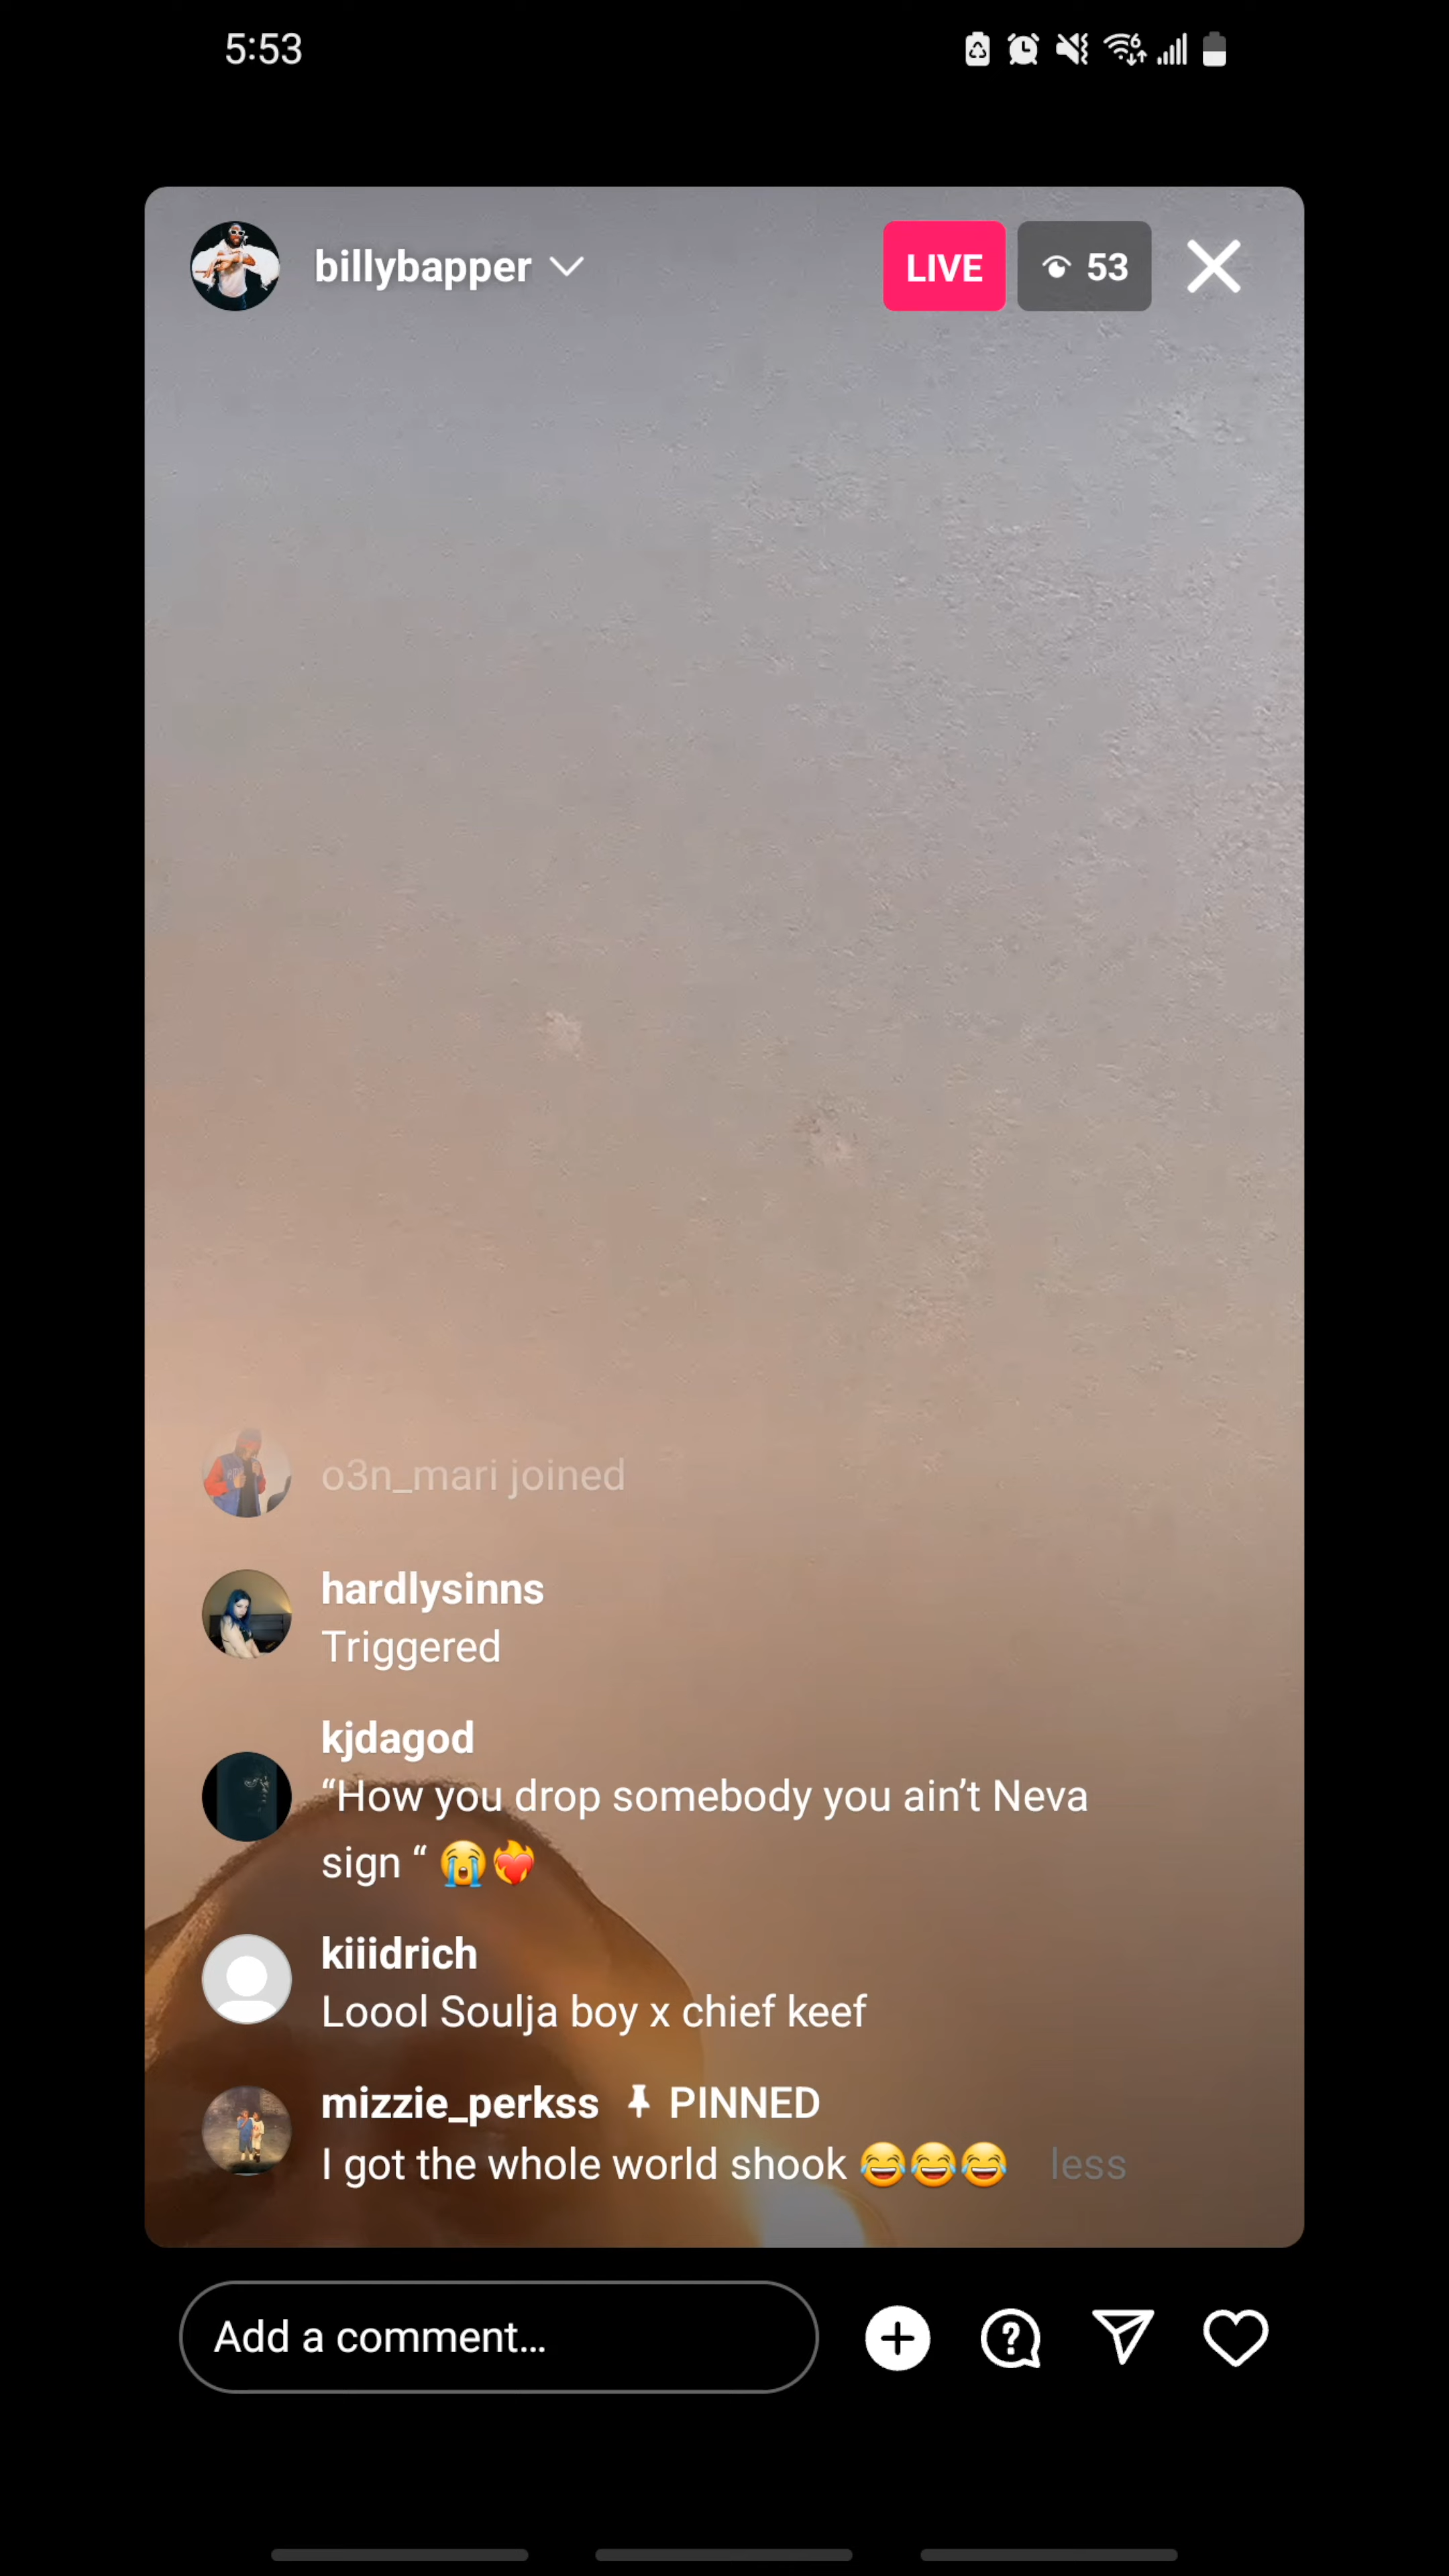 5:53
6
billybapper
LIVE
53
o3n_mari joined
hardlysinns
Triggered
kjdagod
“How you drop somebody you ain’t Neva
sign “ 😭❤️‍🔥
kiiidrich
Loool Soulja boy x chief keef
mizzie_perkss PINNED
I got the whole world shook 😂😂😂 less
Add a comment...